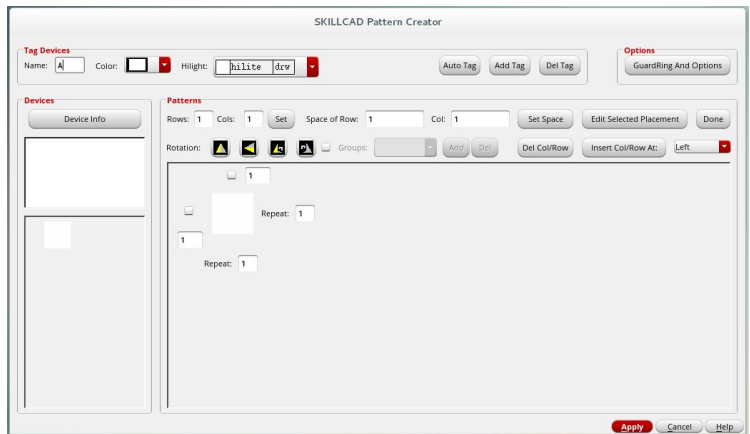 SKILLCAD Pattern Creator
Tag Devices
Name: A Color: Hilight: hilite drw Auto Tag Add Tag Del Tag
Options
GuardRing And Options
Devices
Device Info
Patterns
Rows: 1 Cols: 1 Set Space of Row: 1 Col: 1 Set Space Edit Selected Placement Done
Rotation: Groups: Add Del Del Col/Row Insert Col/Row At: Left
1
Repeat: 1
1
Repeat: 1
Apply Cancel Help